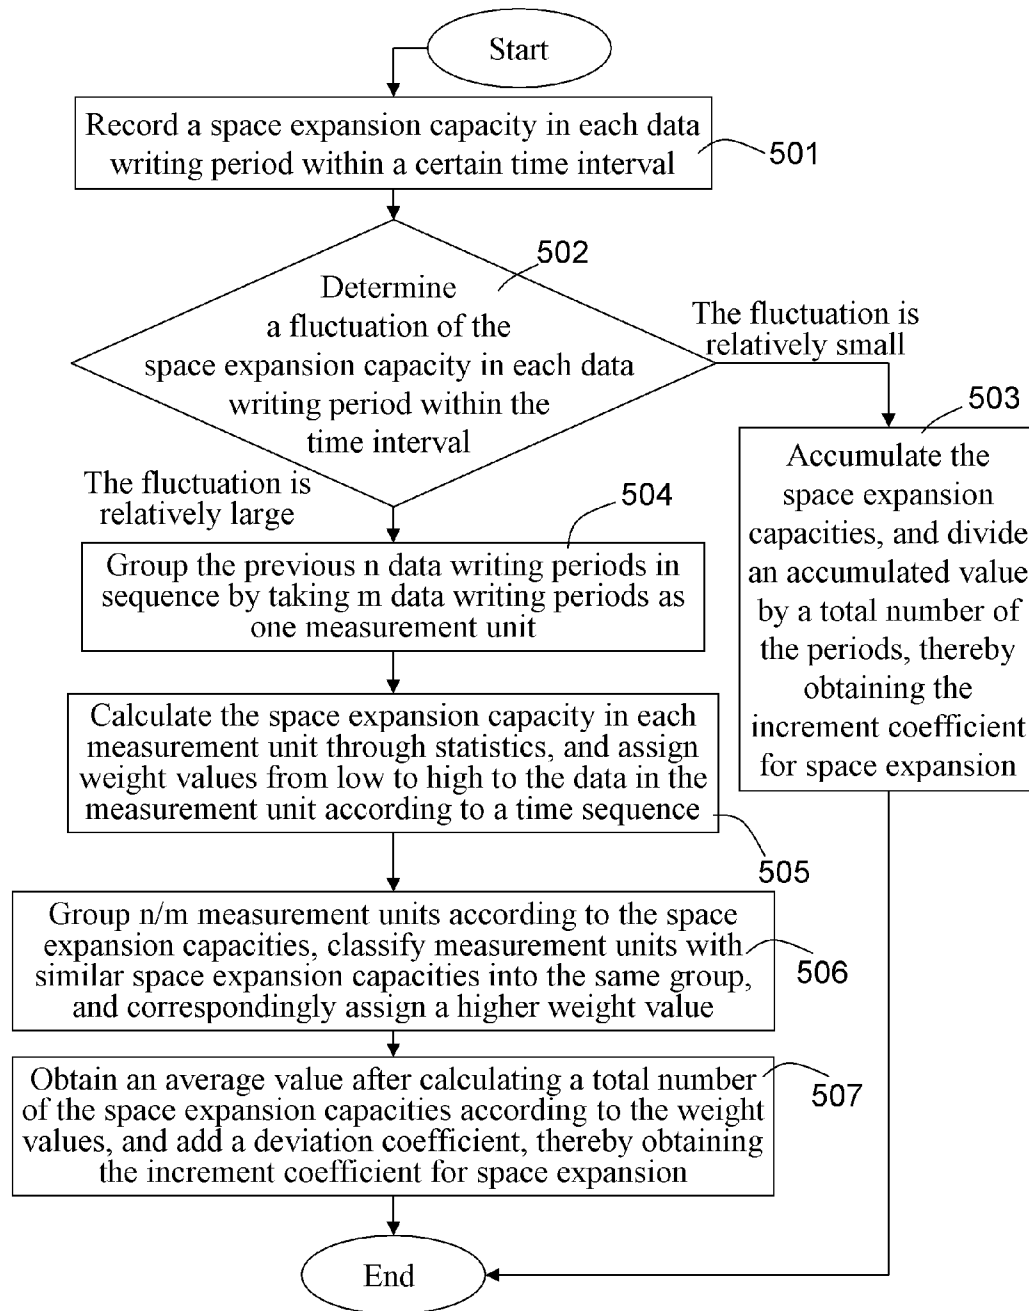 Start
Record a space expansion capacity in each data
writing period within a certain time interval
501
502
Determine
a fluctuation of the
space expansion capacity in each data
writing period within the
time interval
The fluctuation is
relatively small
503
Accumulate the
space expansion
capacities, and divide
an accumulated value
by a total number of
the periods, thereby
obtaining the
increment coefficient
for space expansion
The fluctuation is
relatively large
504
Group the previous n data writing periods in
sequence by taking m data writing periods as
one measurement unit
Calculate the space expansion capacity in each
measurement unit through statistics, and assign
weight values from low to high to the data in the
measurement unit according to a time sequence
505
Group n/m measurement units according to the space
expansion capacities, classify measurement units with
similar space expansion capacities into the same group,
and correspondingly assign a higher weight value
506
Obtain an average value after calculating a total number
of the space expansion capacities according to the weight
values, and add a deviation coefficient, thereby obtaining
the increment coefficient for space expansion
507
End